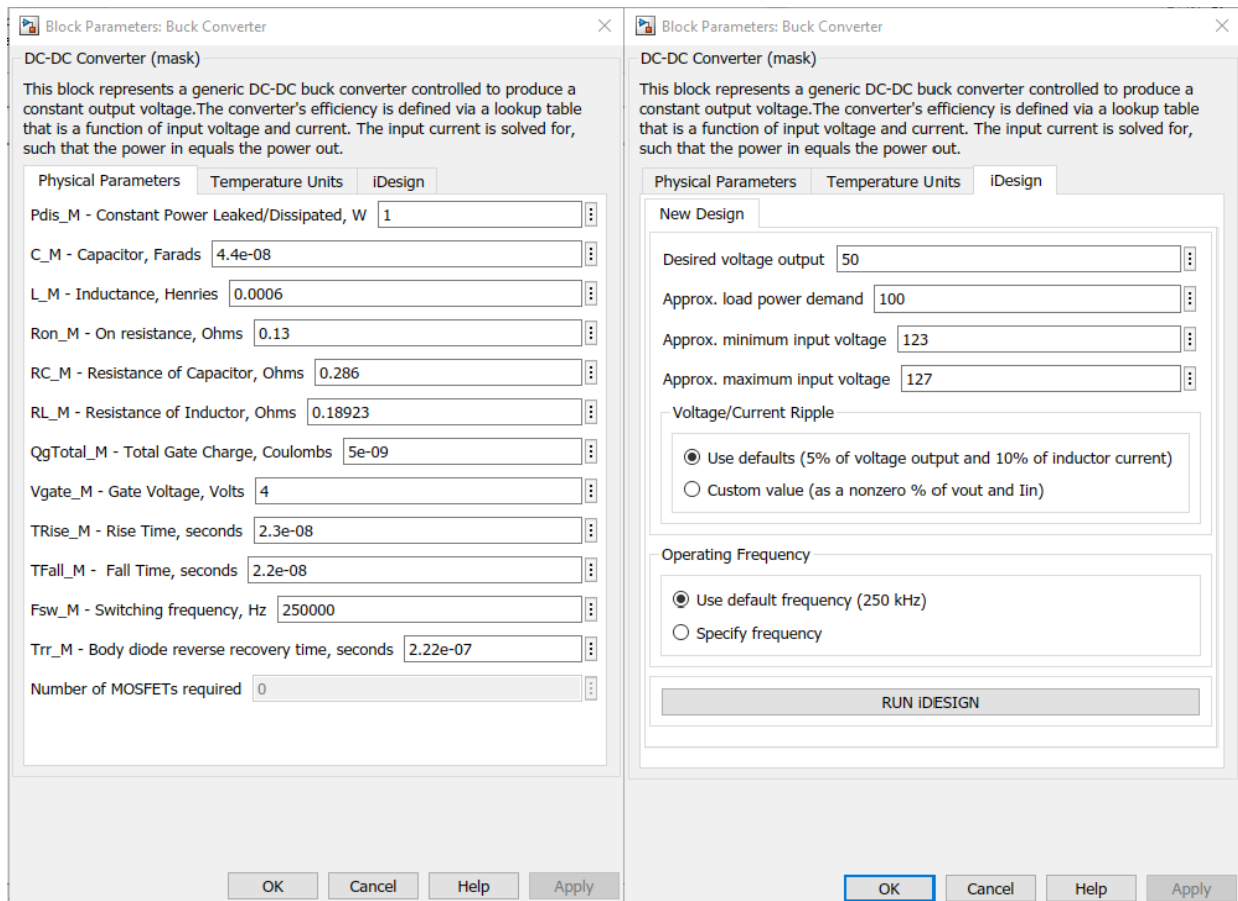 Block Parameters: Buck Converter
DC-DC Converter (mask)
This block represents a generic DC-DC buck converter controlled to produce a
constant output voltage.The converter's efficiency is defined via a lookup table
that is a function of input voltage and current. The input current is solved for,
such that the power in equals the power out.
Physical Parameters Temperature Units iDesign
Pdis_M - Constant Power Leaked/Dissipated, W 1
C_M - Capacitor, Farads 4.4e-08
L_M - Inductance, Henries 0.0006
Ron_M - On resistance, Ohms 0.13
RC_M - Resistance of Capacitor, Ohms 0.286
RL_M - Resistance of Inductor, Ohms 0.18923
QgTotal_M - Total Gate Charge, Coulombs 5e-09
Vgate_M - Gate Voltage, Volts 4
TRise_M - Rise Time, seconds 2.3e-08
TFall_M - Fall Time, seconds 2.2e-08
Fsw_M - Switching frequency, Hz 250000
Trr_M - Body diode reverse recovery time, seconds 2.22e-07
Number of MOSFETs required 0
OK Cancel Help Apply
Block Parameters: Buck Converter
DC-DC Converter (mask)
This block represents a generic DC-DC buck converter controlled to produce a
constant output voltage.The converter's efficiency is defined via a lookup table
that is a function of input voltage and current. The input current is solved for,
such that the power in equals the power out.
Physical Parameters Temperature Units iDesign
New Design
Desired voltage output 50
Approx. load power demand 100
Approx. minimum input voltage 123
Approx. maximum input voltage 127
Voltage/Current Ripple
Use defaults (5% of voltage output and 10% of inductor current)
Custom value (as a nonzero % of vout and Iin)
Operating Frequency
Use default frequency (250 kHz)
Specify frequency
RUN iDESIGN
OK Cancel Help Apply